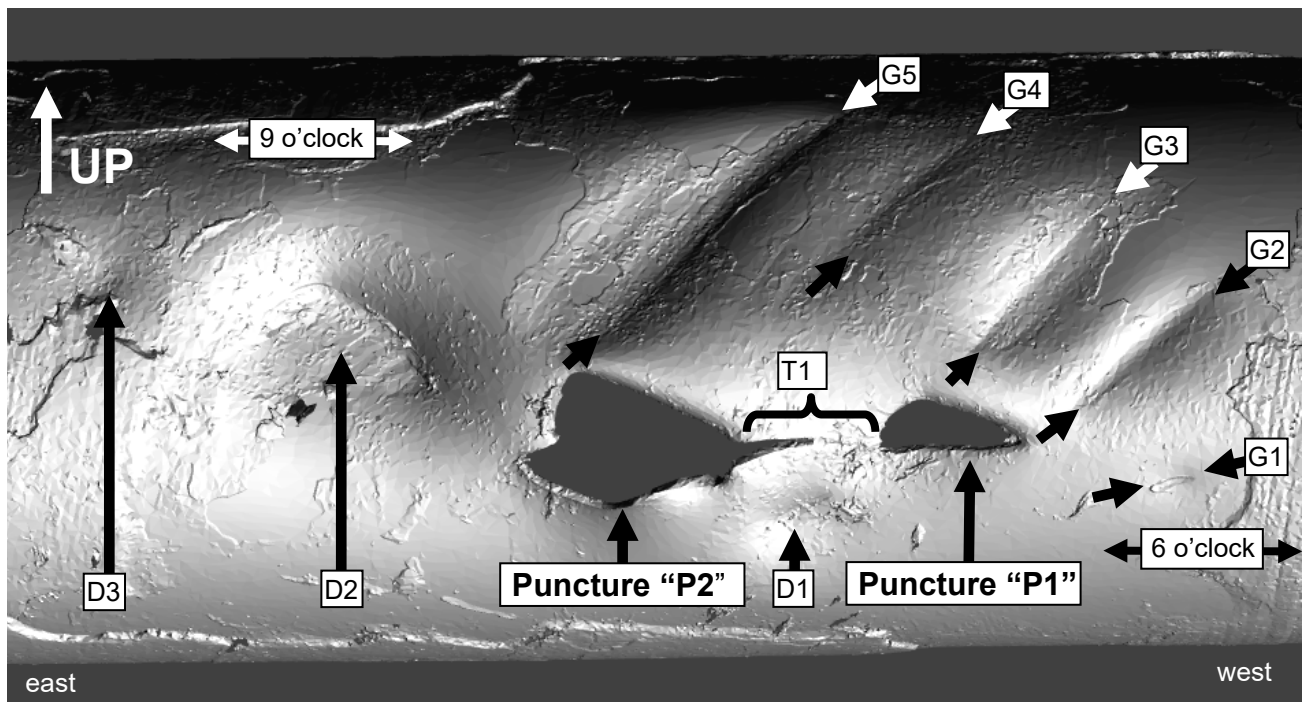 G5
G4
G3
G2
G1
9 o’clock
UP
T1
6 o’clock
D3
D2
Puncture “P2”
D1
Puncture “P1”
east
west